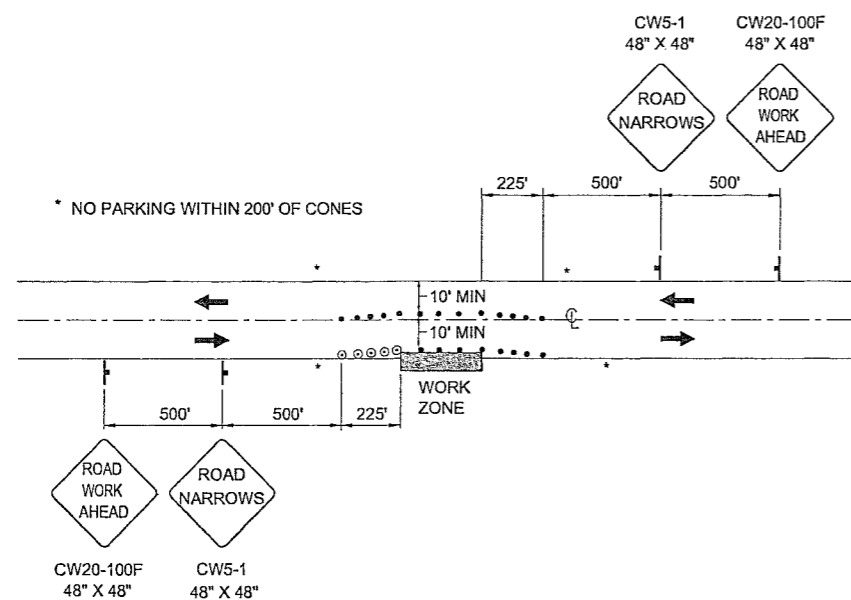 CW5-1
48" X 48"
CW20-100F
48" X 48"
ROAD
NARROWS
ROAD
WORK
AHEAD
225'
500'
500'
* NO PARKING WITHIN 200' OF CONES
*
*
10' MIN
10' MIN
℄
*
*
WORK
ZONE
500'
500'
225'
ROAD
WORK
AHEAD
ROAD
NARROWS
CW20-100F
48" X 48"
CW5-1
48" X 48"